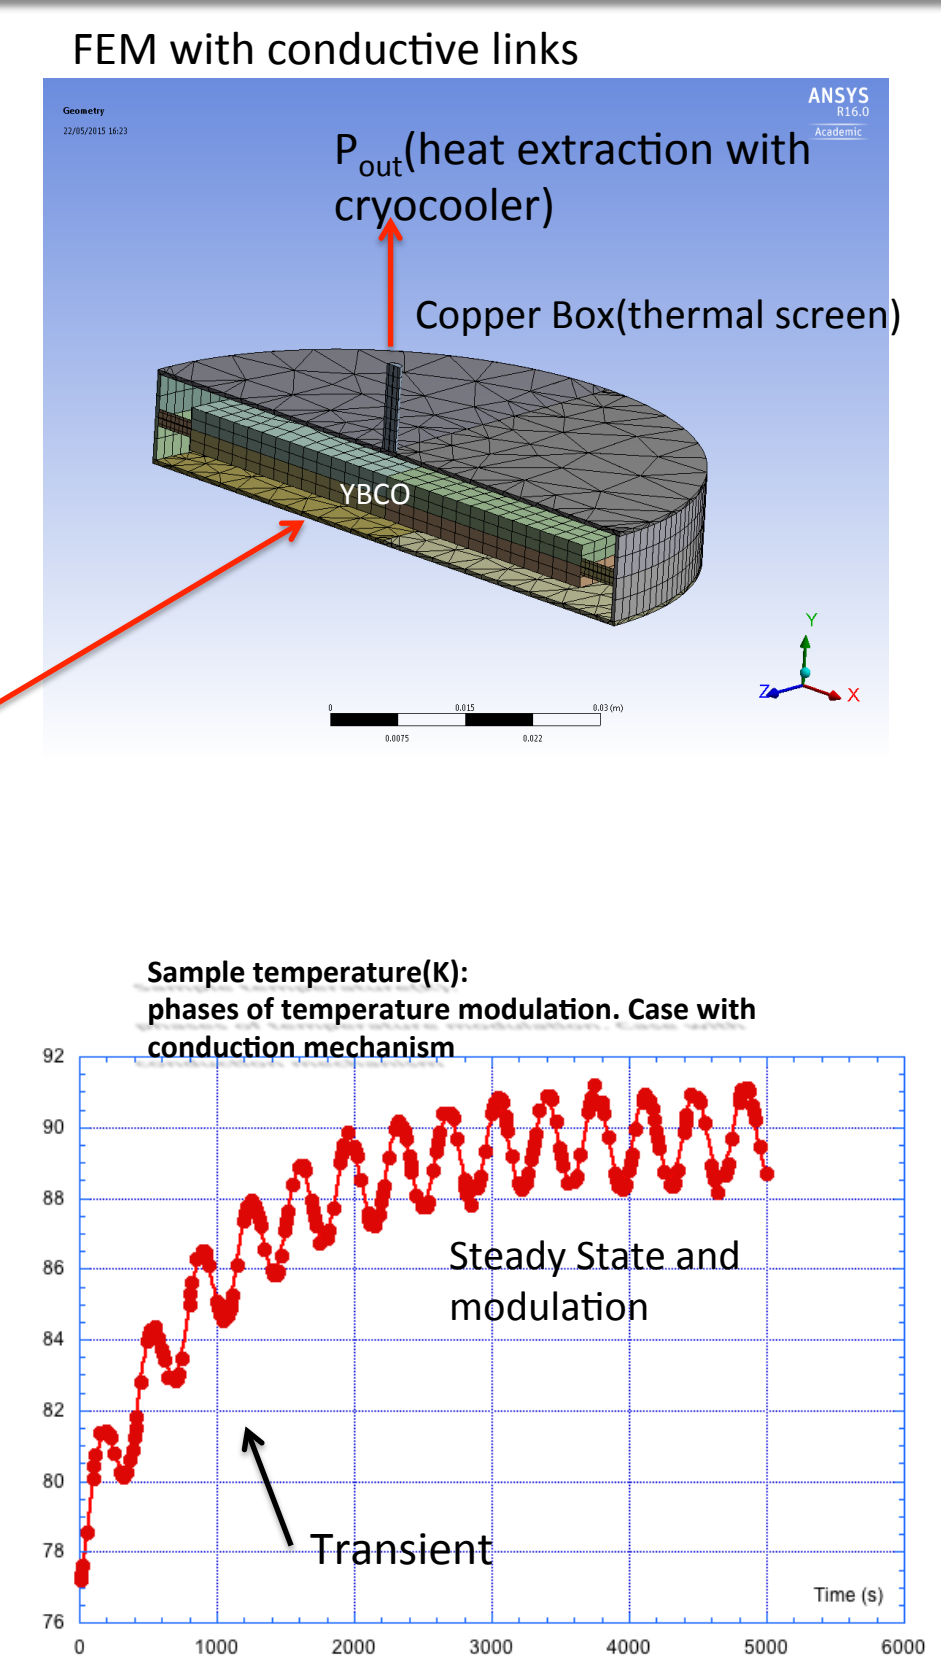 FEM with conductive links
Geometry
22/05/2015 16:23
ANSYS
R16.0
Academic
P_out(heat extraction with
cryocooler)
Copper Box(thermal screen)
YBCO
Y
Z
X
0
0.015
0.03 (m)
0.0075
0.022
Sample temperature(K):
phases of temperature modulation. Case with
conduction mechanism
92
90
88
86
84
82
80
78
76
Steady State and
modulation
Transient
Time (s)
0
1000
2000
3000
4000
5000
6000